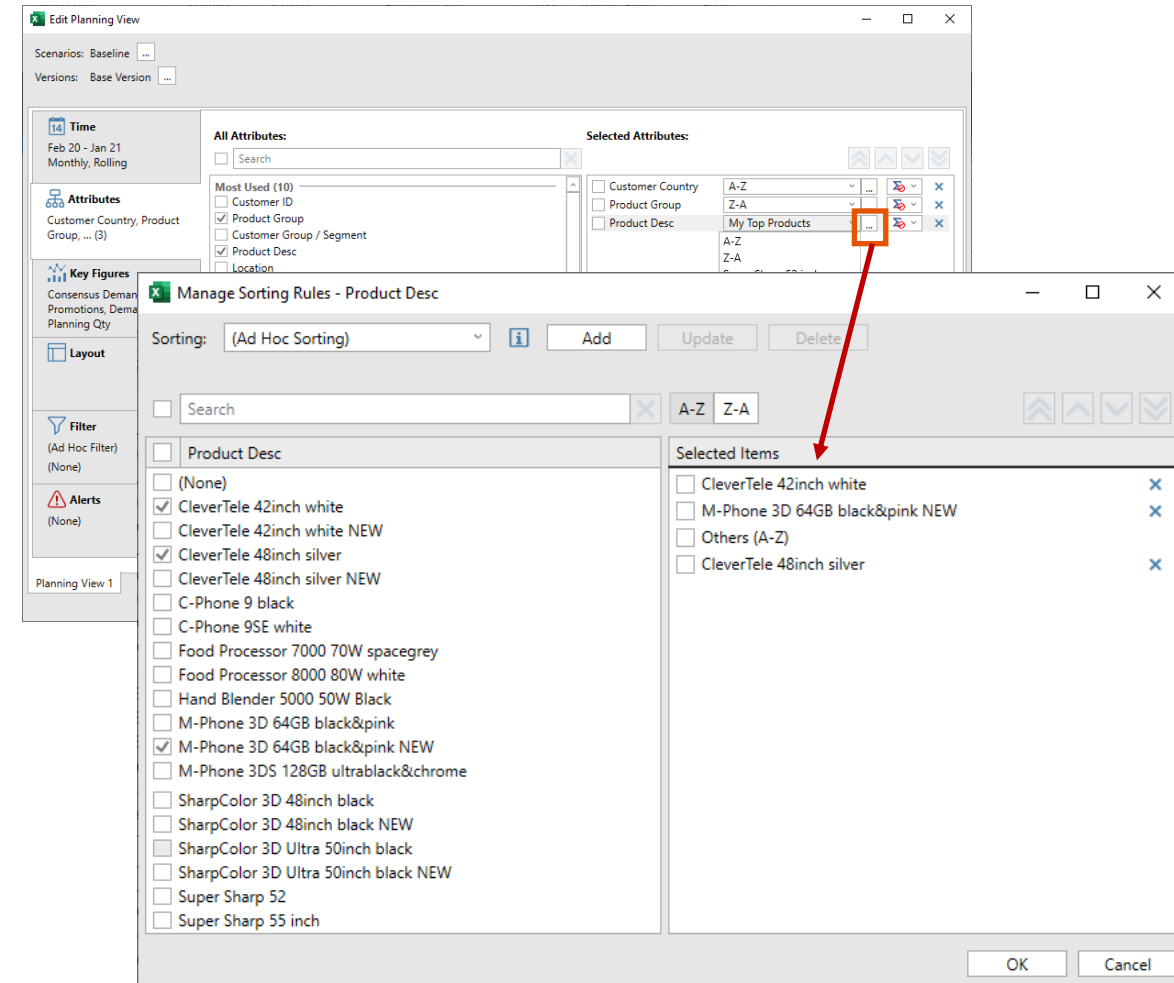 Edit Planning View
Scenarios: Baseline ...
Versions: Base Version ...
14 Time
Feb 20 - Jan 21
Monthly, Rolling
Attributes
Customer Country, Product
Group, ... (3)
Key Figures
Consensus Deman
Promotions, Dema
Planning Qty
Layout
Filter
(Ad Hoc Filter)
(None)
Alerts
(None)
Planning View 1
All Attributes:
Search
Most Used (10)
Customer ID
Product Group
Customer Group / Segment
Product Desc
Location
Selected Attributes:
Customer Country A-Z ...
Product Group Z-A ...
Product Desc My Top Products ...
A-Z
Z-A
Manage Sorting Rules - Product Desc
Sorting: (Ad Hoc Sorting) i Add Update Delete
Search A-Z Z-A
Product Desc
(None)
CleverTele 42inch white
CleverTele 42inch white NEW
CleverTele 48inch silver
CleverTele 48inch silver NEW
C-Phone 9 black
C-Phone 9SE white
Food Processor 7000 70W spacegrey
Food Processor 8000 80W white
Hand Blender 5000 50W Black
M-Phone 3D 64GB black&pink
M-Phone 3D 64GB black&pink NEW
M-Phone 3DS 128GB ultrablack&chrome
SharpColor 3D 48inch black
SharpColor 3D 48inch black NEW
SharpColor 3D Ultra 50inch black
SharpColor 3D Ultra 50inch black NEW
Super Sharp 52
Super Sharp 55 inch
Selected Items
CleverTele 42inch white
M-Phone 3D 64GB black&pink NEW
Others (A-Z)
CleverTele 48inch silver
OK Cancel